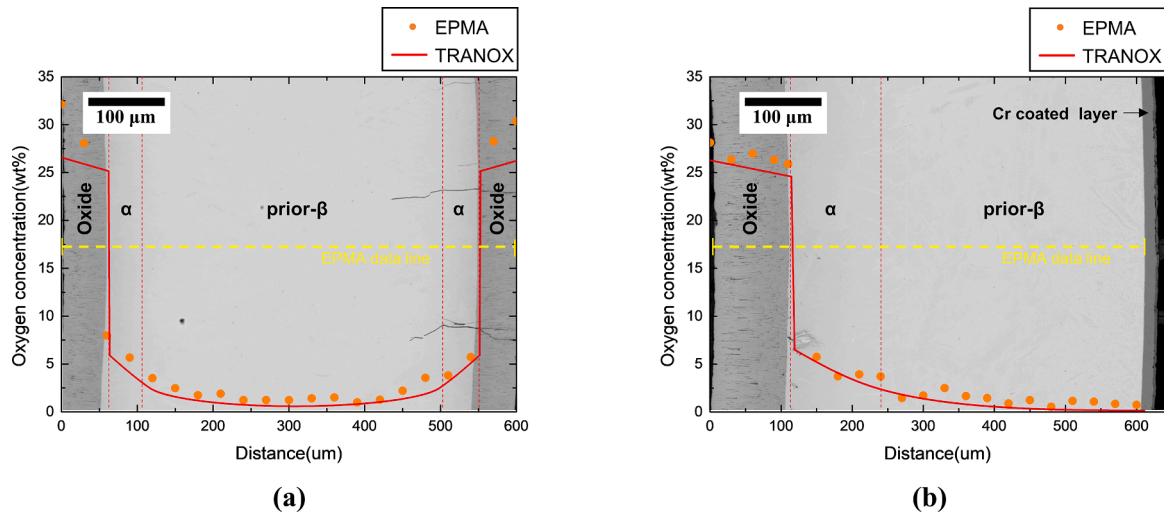 EPMA
TRANOX
35
30
25
20
15
10
5
0
Oxygen concentration(wt%)
100 μm
Oxide
α
prior-β
α
Oxide
EPMA data line
0 100 200 300 400 500 600
Distance(um)
(a)
EPMA
TRANOX
35
30
25
20
15
10
5
0
Oxygen concentration(wt%)
100 μm
Cr coated layer
Oxide
α
prior-β
EPMA data line
0 100 200 300 400 500 600
Distance(um)
(b)